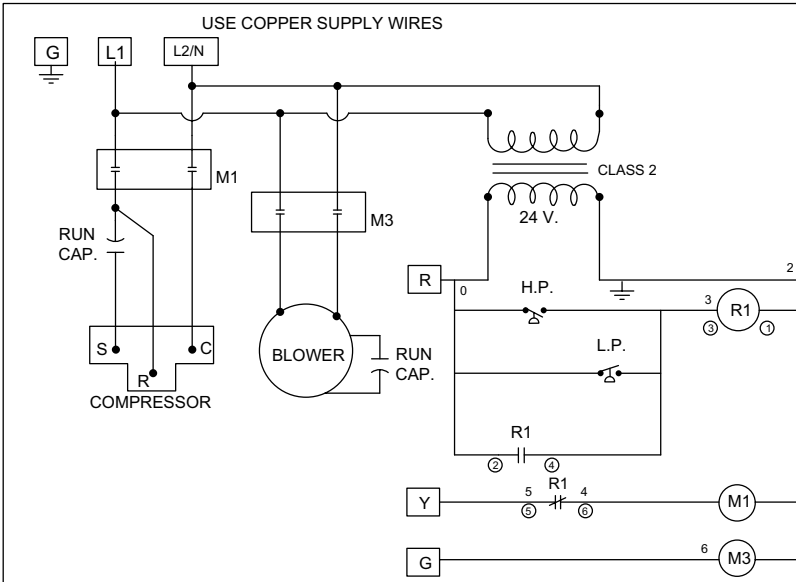 USE COPPER SUPPLY WIRES
G
L1
L2/N
M1
M3
CLASS 2
24 V.
RUN
CAP.
S
C
R
COMPRESSOR
BLOWER
RUN
CAP.
R
0
2
H.P.
3
R1
3
1
L.P.
R1
2
4
Y
5
R1
4
5
6
M1
G
6
M3